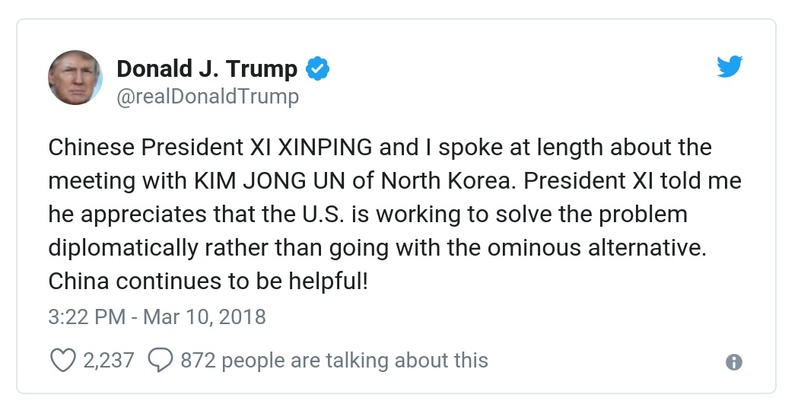 Donald J. Trump
@realDonaldTrump
Chinese President XI XINPING and I spoke at length about the
meeting with KIM JONG UN of North Korea. President XI told me
he appreciates that the U.S. is working to solve the problem
diplomatically rather than going with the ominous alternative.
China continues to be helpful!
3:22 PM - Mar 10, 2018
2,237 872 people are talking about this